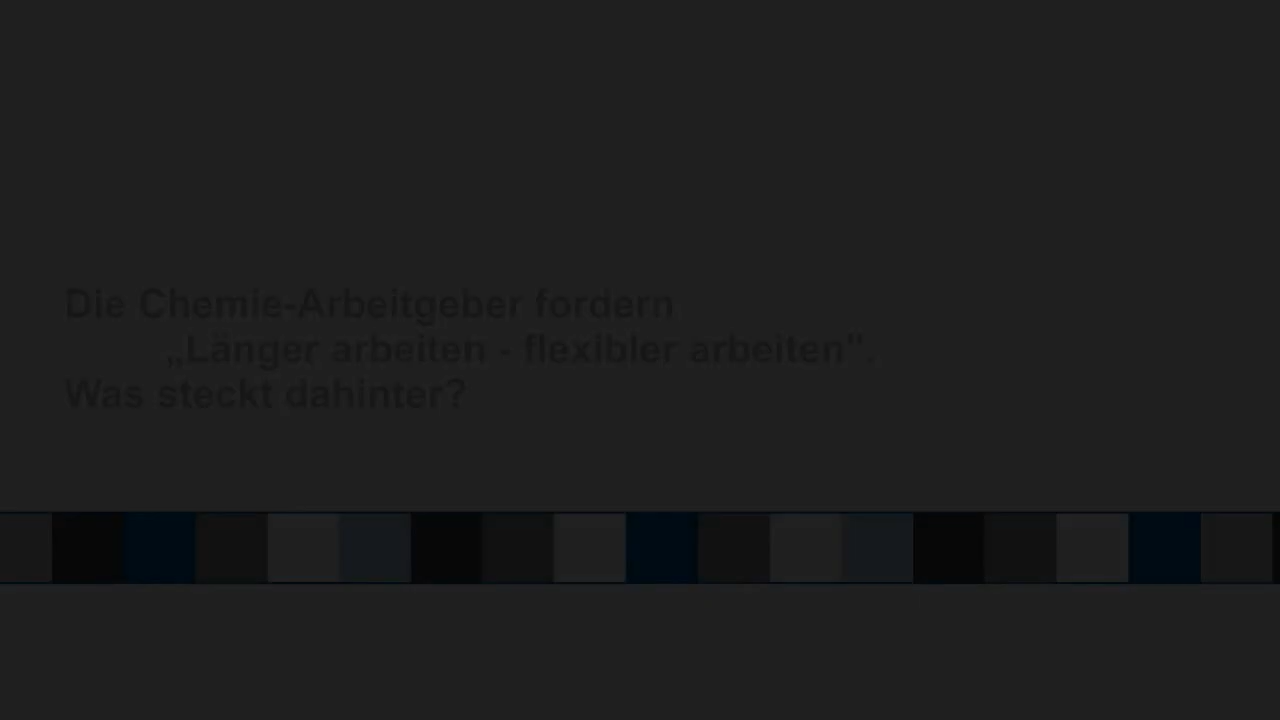 Die Chemie-Arbeitgeber fordern
„Länger arbeiten - flexibler arbeiten".
Was steckt dahinter?